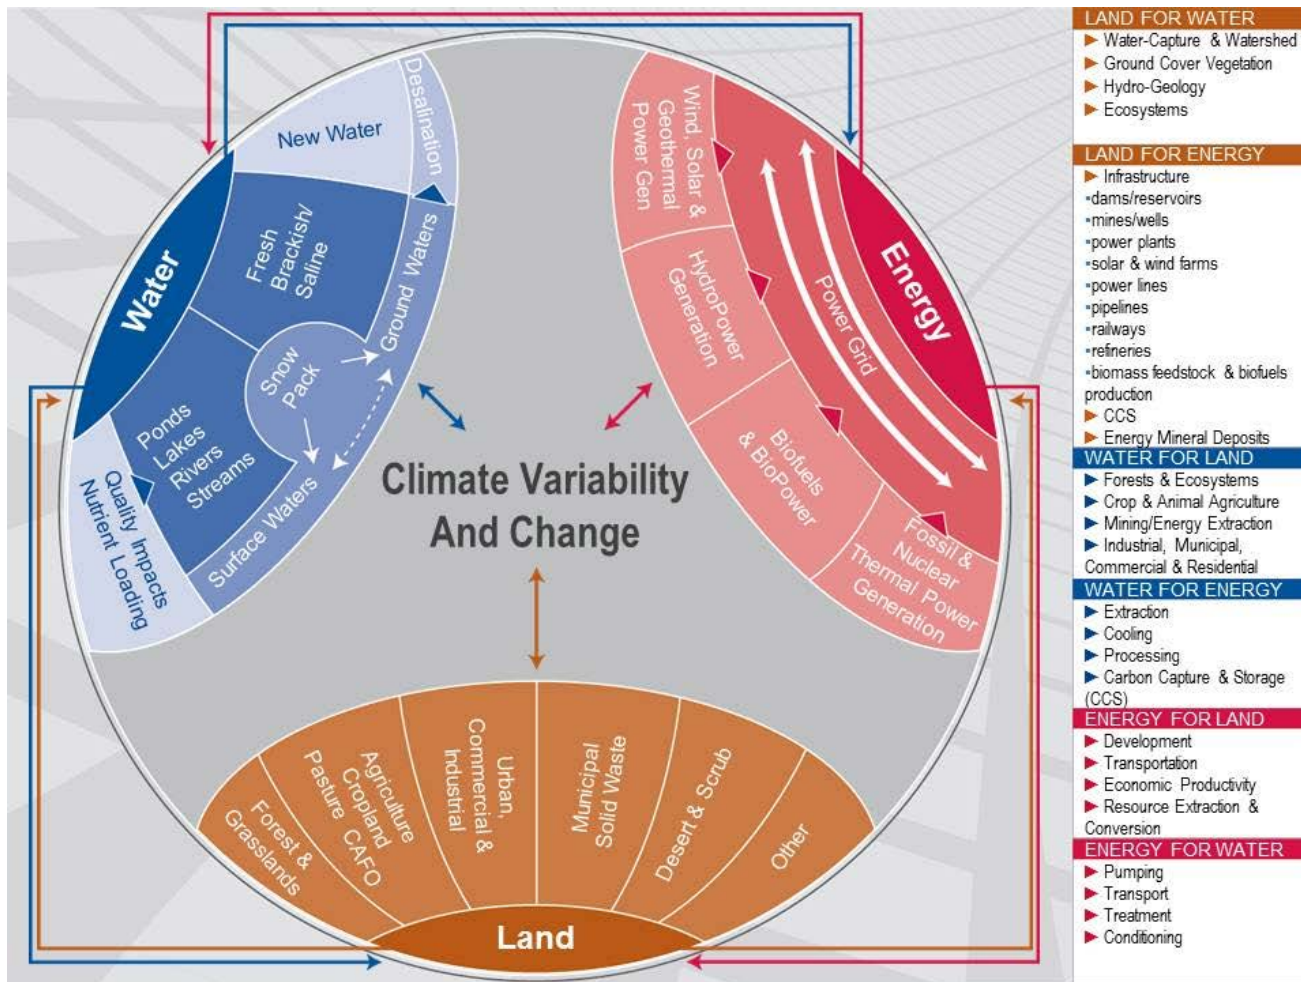 Water
New Water
Desalination
Fresh
Brackish/
Saline
Ground Waters
Snow
Pack
Ponds
Lakes
Rivers
Streams
Surface Waters
Quality Impacts
Nutrient Loading
Energy
Power Grid
Wind, Solar &
Geothermal
Power Gen
HydroPower
Generation
Biofuels
& BioPower
Fossil &
Nuclear
Thermal Power
Generation
Climate Variability
And Change
Forest &
Grasslands
Agriculture
Cropland
Pasture CAFO
Urban,
Commercial &
Industrial
Municipal
Solid Waste
Desert & Scrub
Other
Land
LAND FOR WATER
► Water-Capture & Watershed
► Ground Cover Vegetation
► Hydro-Geology
► Ecosystems
LAND FOR ENERGY
► Infrastructure
▪dams/reservoirs
▪mines/wells
▪power plants
▪solar & wind farms
▪power lines
▪pipelines
▪railways
▪refineries
▪biomass feedstock & biofuels
production
► CCS
► Energy Mineral Deposits
WATER FOR LAND
► Forests & Ecosystems
► Crop & Animal Agriculture
► Mining/Energy Extraction
► Industrial, Municipal,
Commercial & Residential
WATER FOR ENERGY
► Extraction
► Cooling
► Processing
► Carbon Capture & Storage
(CCS)
ENERGY FOR LAND
► Development
► Transportation
► Economic Productivity
► Resource Extraction &
Conversion
ENERGY FOR WATER
► Pumping
► Transport
► Treatment
► Conditioning